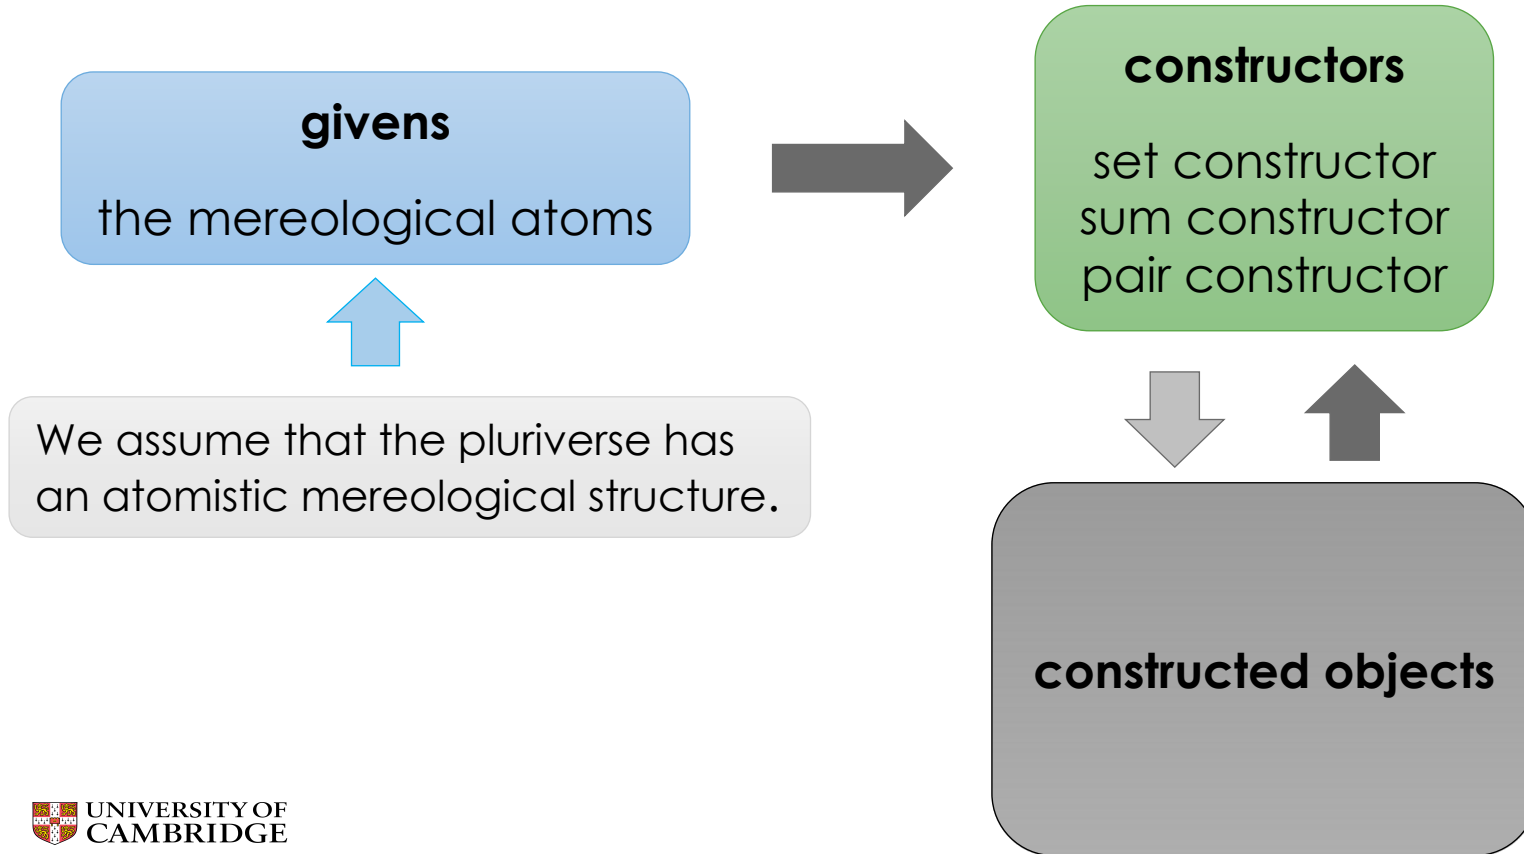 givens
the mereological atoms
We assume that the pluriverse has
an atomistic mereological structure.
constructors
set constructor
sum constructor
pair constructor
constructed objects
UNIVERSITY OF
CAMBRIDGE